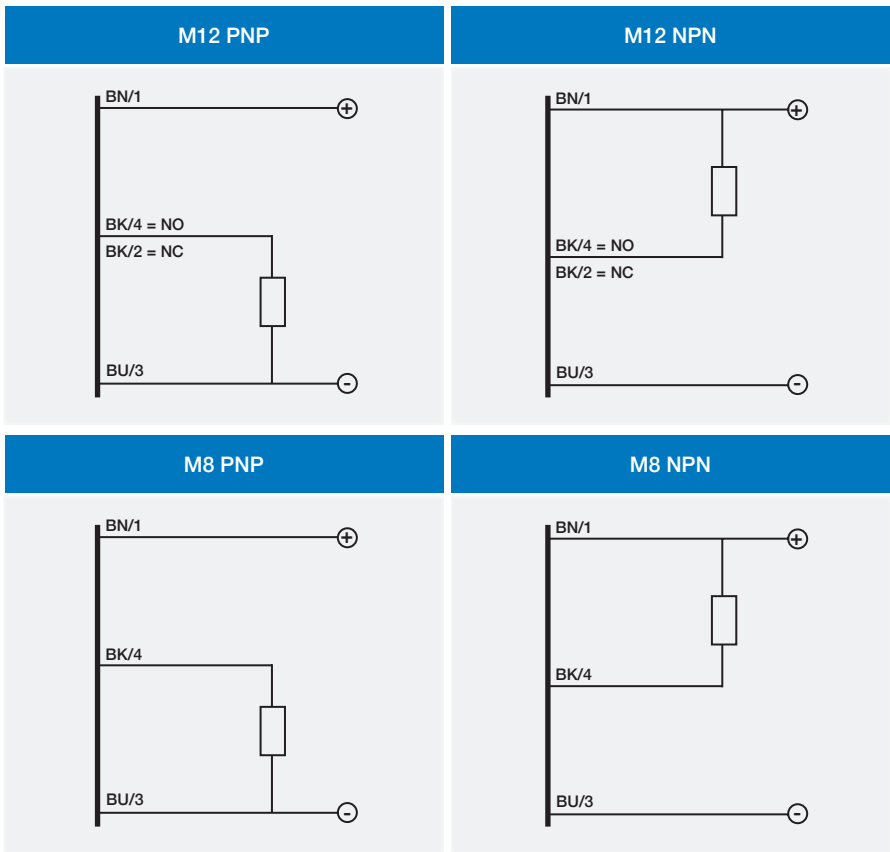 M12 PNP
BN/1
+
BK/4 = NO
BK/2 = NC
BU/3
-
M12 NPN
BN/1
+
BK/4 = NO
BK/2 = NC
BU/3
-
M8 PNP
BN/1
+
BK/4
BU/3
-
M8 NPN
BN/1
+
BK/4
BU/3
-